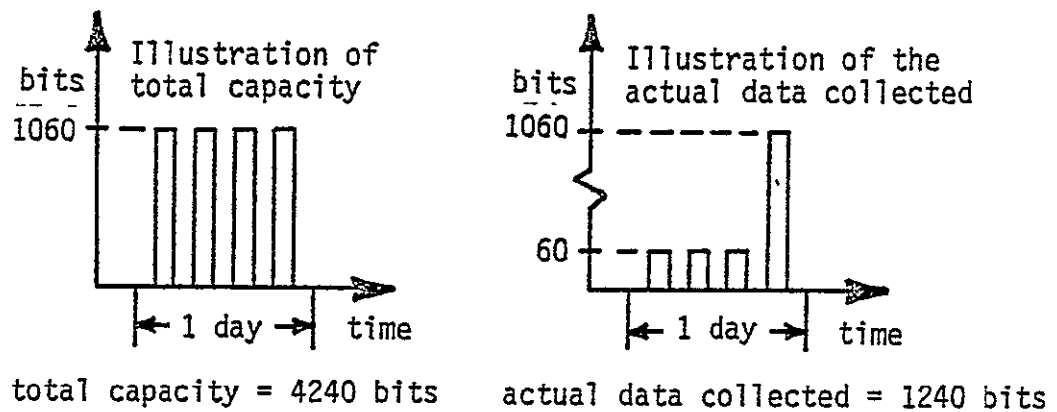 Illustration of
total capacity
bits
1060
1 day
time
total capacity = 4240 bits
Illustration of the
actual data collected
bits
1060
60
1 day
time
actual data collected = 1240 bits